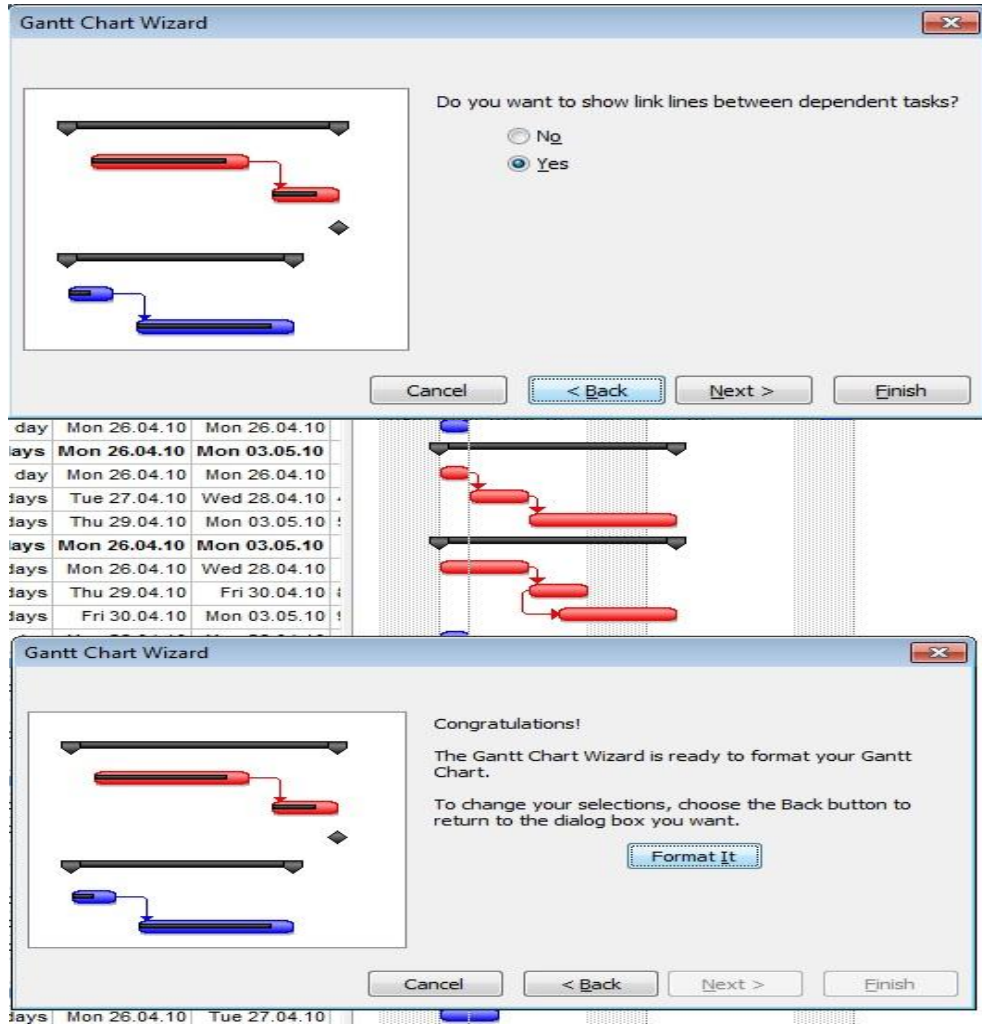 Gantt Chart Wizard
Do you want to show link lines between dependent tasks?
No
Yes
Cancel < Back Next > Finish
day Mon 26.04.10 Mon 26.04.10
ays Mon 26.04.10 Mon 03.05.10
day Mon 26.04.10 Mon 26.04.10
days Tue 27.04.10 Wed 28.04.10
days Thu 29.04.10 Mon 03.05.10
ays Mon 26.04.10 Mon 03.05.10
days Mon 26.04.10 Wed 28.04.10
days Thu 29.04.10 Fri 30.04.10
days Fri 30.04.10 Mon 03.05.10
Gantt Chart Wizard
Congratulations!
The Gantt Chart Wizard is ready to format your Gantt
Chart.
To change your selections, choose the Back button to
return to the dialog box you want.
Format It
Cancel < Back Next > Finish
days Mon 26.04.10 Tue 27.04.10